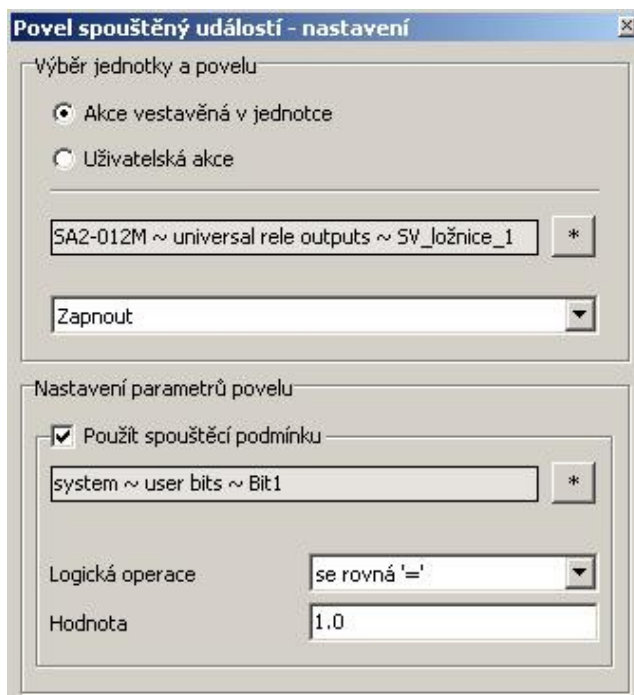 Povel spouštěný událostí - nastavení
Výběr jednotky a povelu
Akce vestavěná v jednotce
Uživatelská akce
SA2-012M ~ universal rele outputs ~ SV_ložnice_1 *
Zapnout
Nastavení parametrů povelu
Použít spouštěcí podmínku
system ~ user bits ~ Bit1 *
Logická operace se rovná '='
Hodnota 1.0